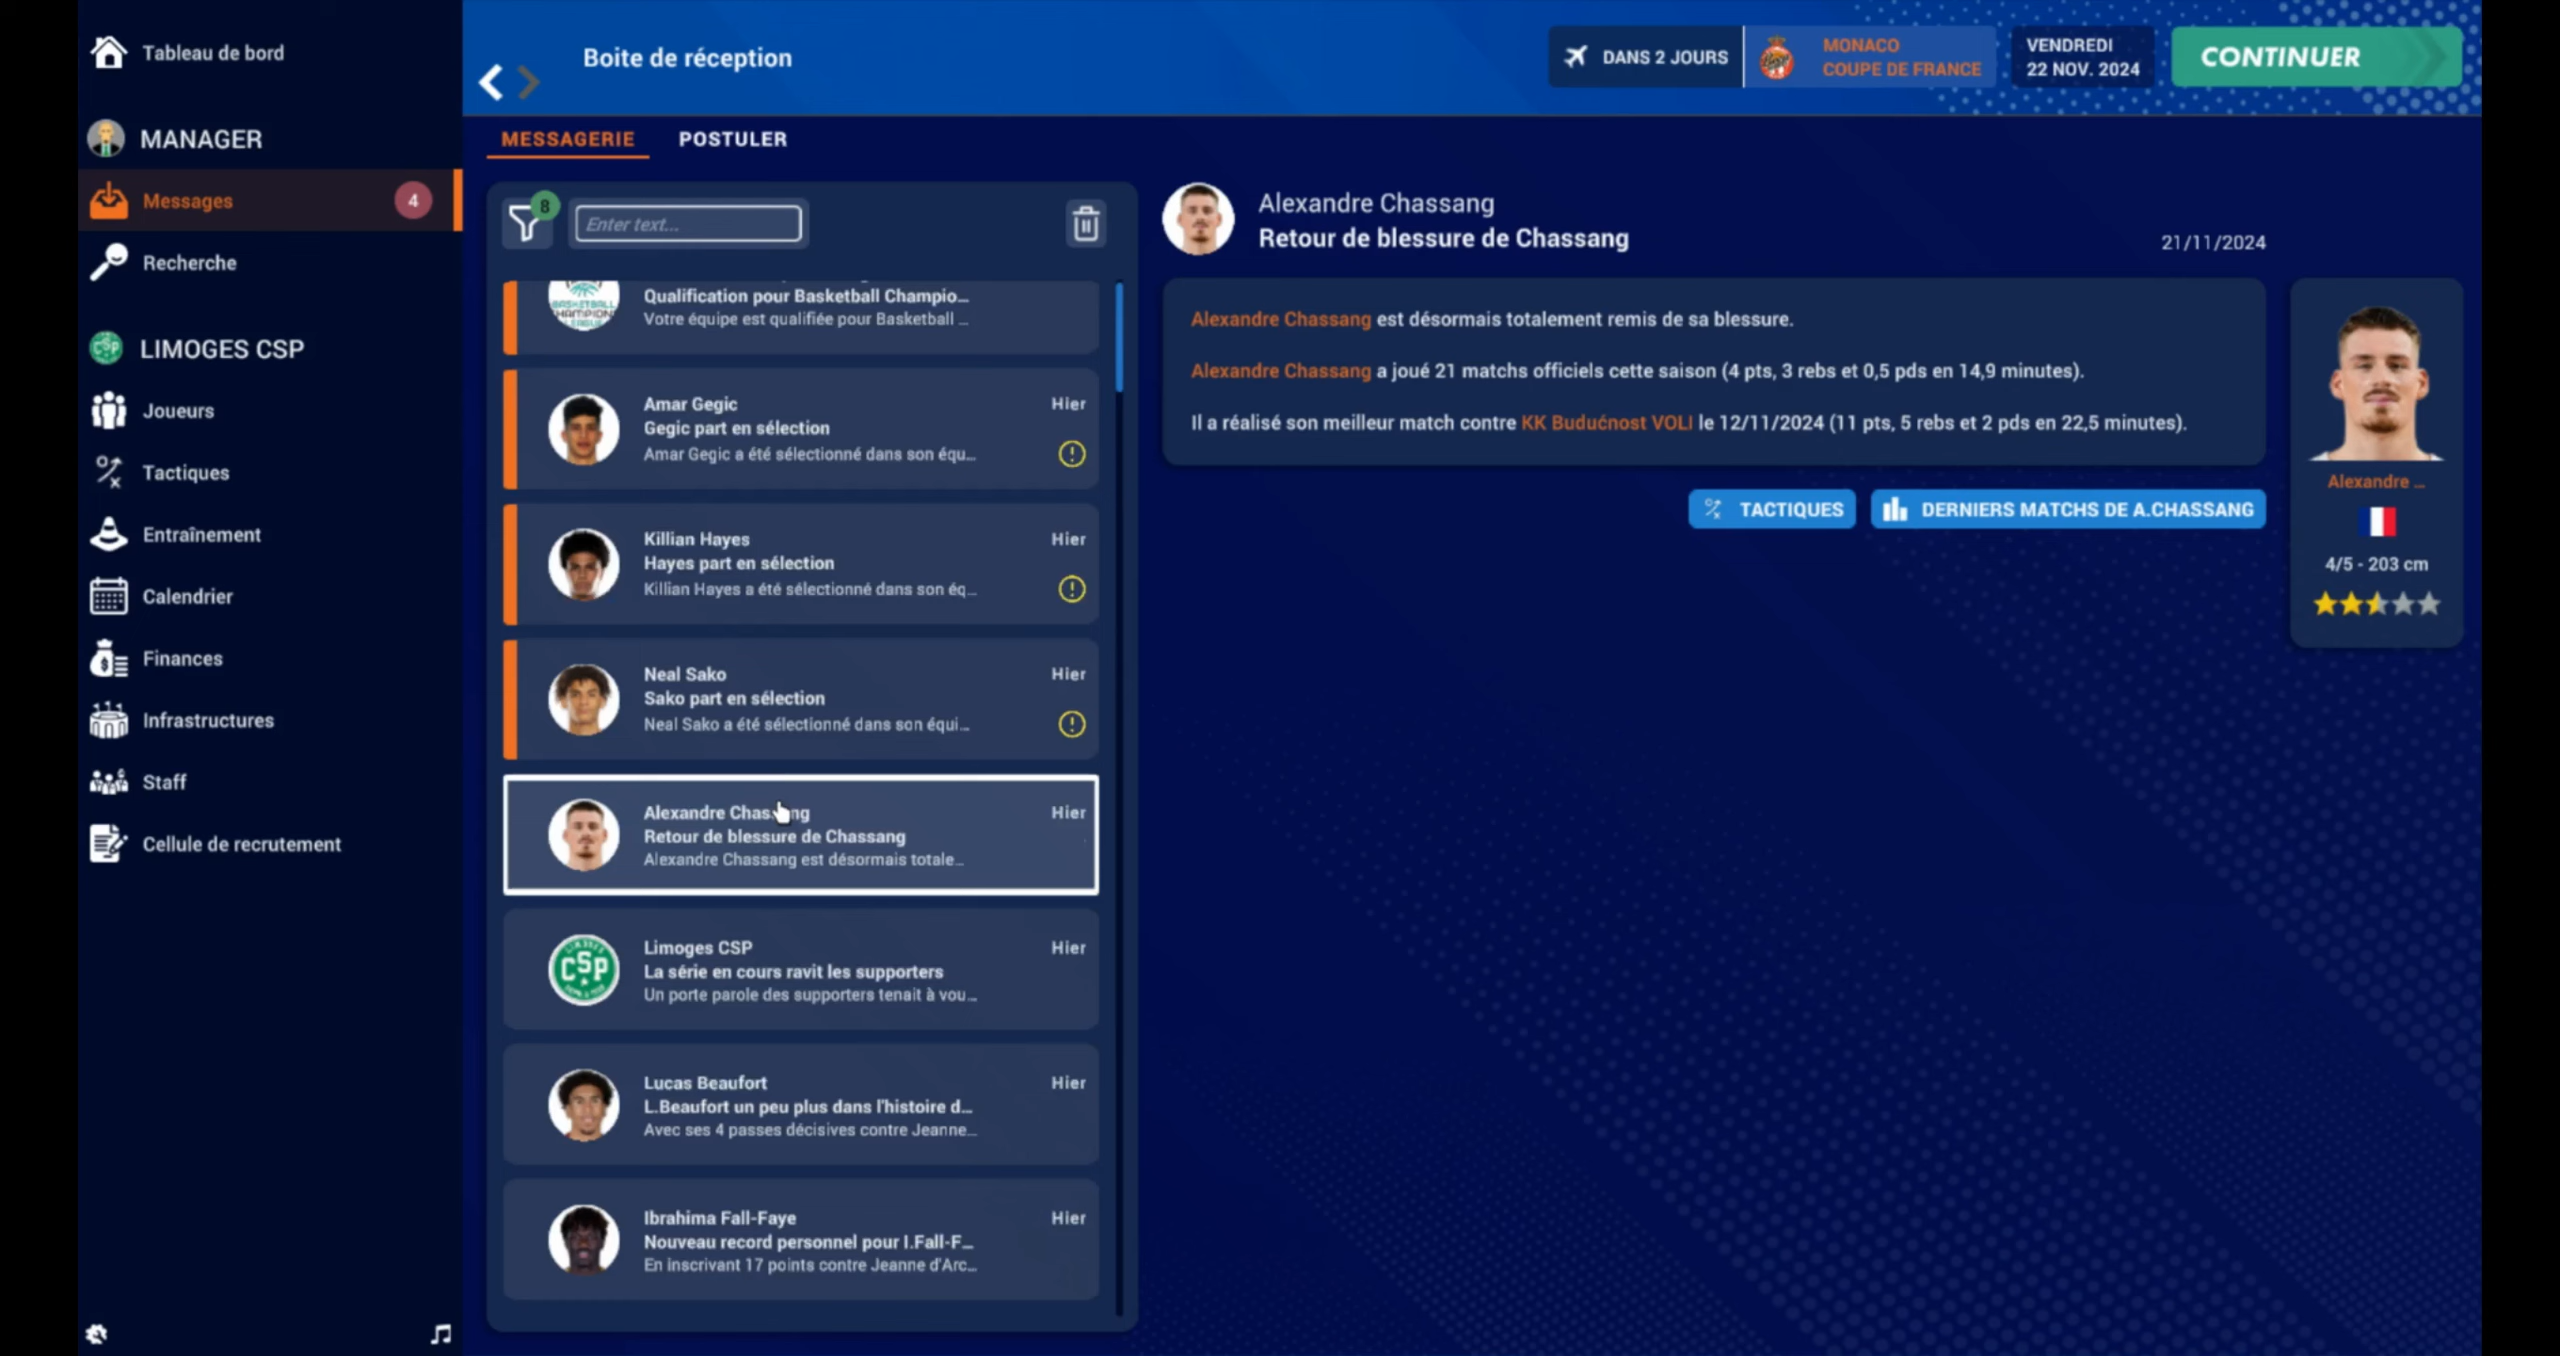 Tableau de bord
MANAGER
Messages
4
Recherche
LIMOGES CSP
Joueurs
Tactiques
Entraînement
Calendrier
Finances
Infrastructures
Staff
Cellule de recrutement
Boite de réception
DANS 2 JOURS
MONACO
COUPE DE FRANCE
VENDREDI
22 NOV. 2024
CONTINUER
MESSAGERIE
POSTULER
8
Enter text...
BASKETBALL
CHAMPIONS
LEAGUE
Qualification pour Basketball Champio...
Votre équipe est qualifiée pour Basketball ...
Amar Gegic
Hier
Gegic part en sélection
Amar Gegic a été sélectionné dans son équ...
Killian Hayes
Hier
Hayes part en sélection
Killian Hayes a été sélectionné dans son éq...
Neal Sako
Hier
Sako part en sélection
Neal Sako a été sélectionné dans son équi...
Alexandre Chassang
Hier
Retour de blessure de Chassang
Alexandre Chassang est désormais totale...
CSP
Limoges CSP
Hier
La série en cours ravit les supporters
Un porte parole des supporters tenait à vou...
Lucas Beaufort
Hier
L.Beaufort un peu plus dans l'histoire d...
Avec ses 4 passes décisives contre Jeanne...
Ibrahima Fall-Faye
Hier
Nouveau record personnel pour I.Fall-F...
En inscrivant 17 points contre Jeanne d'Arc...
Alexandre Chassang
Retour de blessure de Chassang
21/11/2024
Alexandre Chassang est désormais totalement remis de sa blessure.
Alexandre Chassang a joué 21 matchs officiels cette saison (4 pts, 3 rebs et 0,5 pds en 14,9 minutes).
Il a réalisé son meilleur match contre KK Budućnost VOLI le 12/11/2024 (11 pts, 5 rebs et 2 pds en 22,5 minutes).
TACTIQUES
DERNIERS MATCHS DE A.CHASSANG
Alexandre ...
4/5 - 203 cm